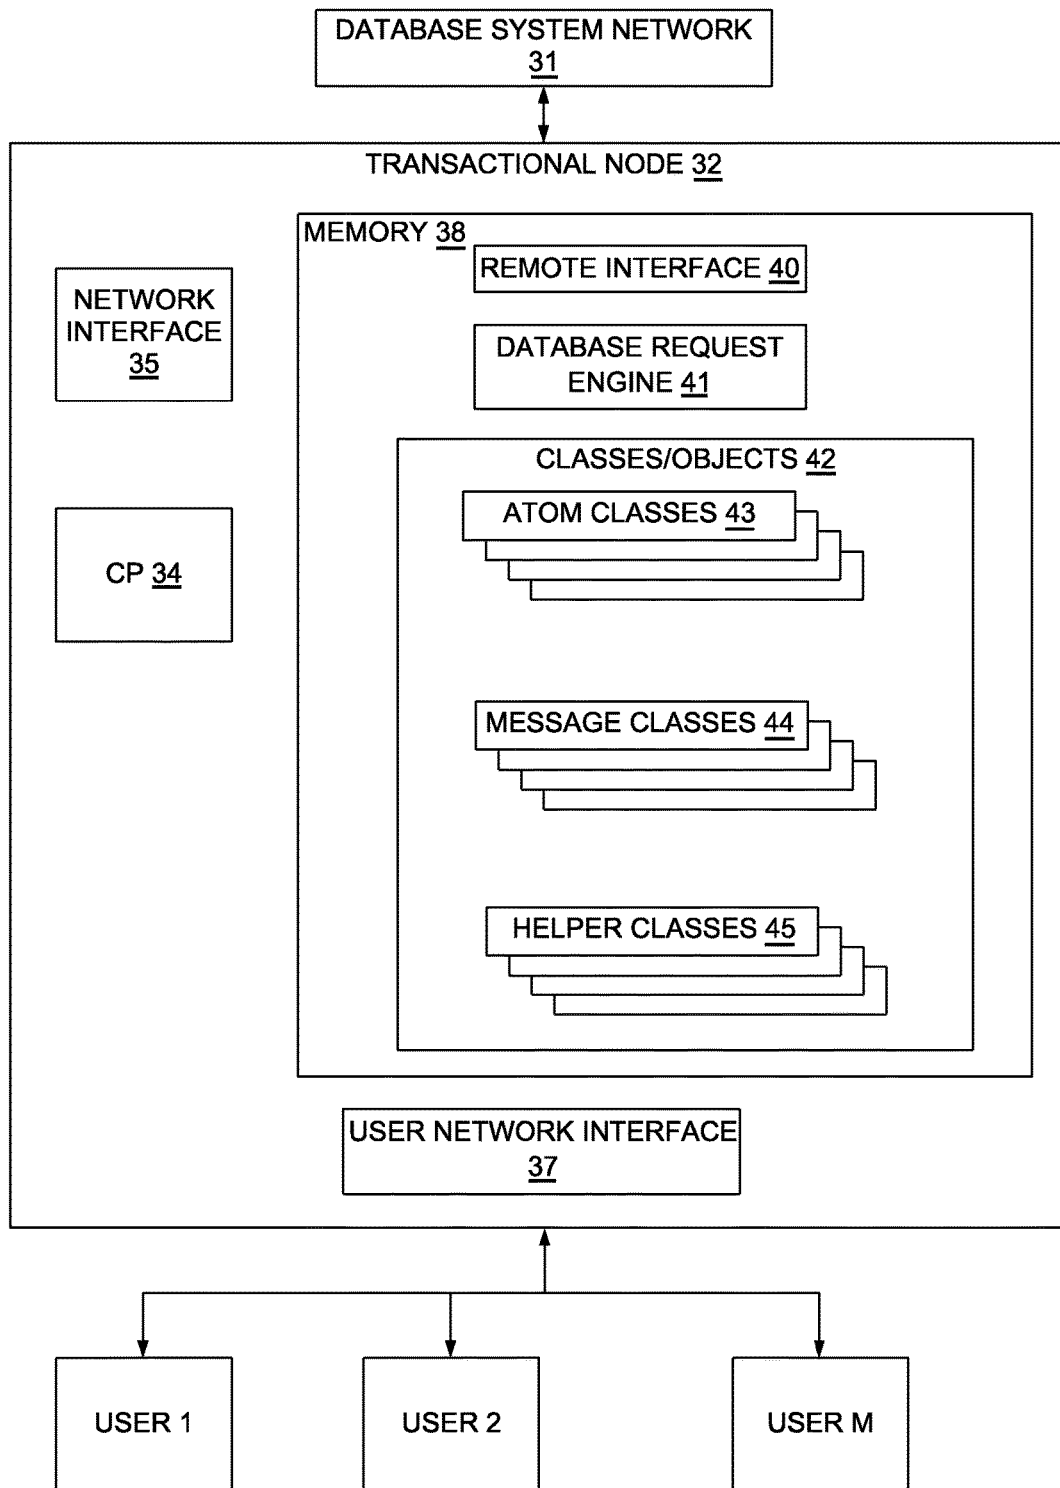 DATABASE SYSTEM NETWORK
31
TRANSACTIONAL NODE 32
MEMORY 38
REMOTE INTERFACE 40
NETWORK
INTERFACE
35
DATABASE REQUEST
ENGINE 41
CLASSES/OBJECTS 42
ATOM CLASSES 43
CP 34
MESSAGE CLASSES 44
HELPER CLASSES 45
USER NETWORK INTERFACE
37
USER 1
USER 2
USER M